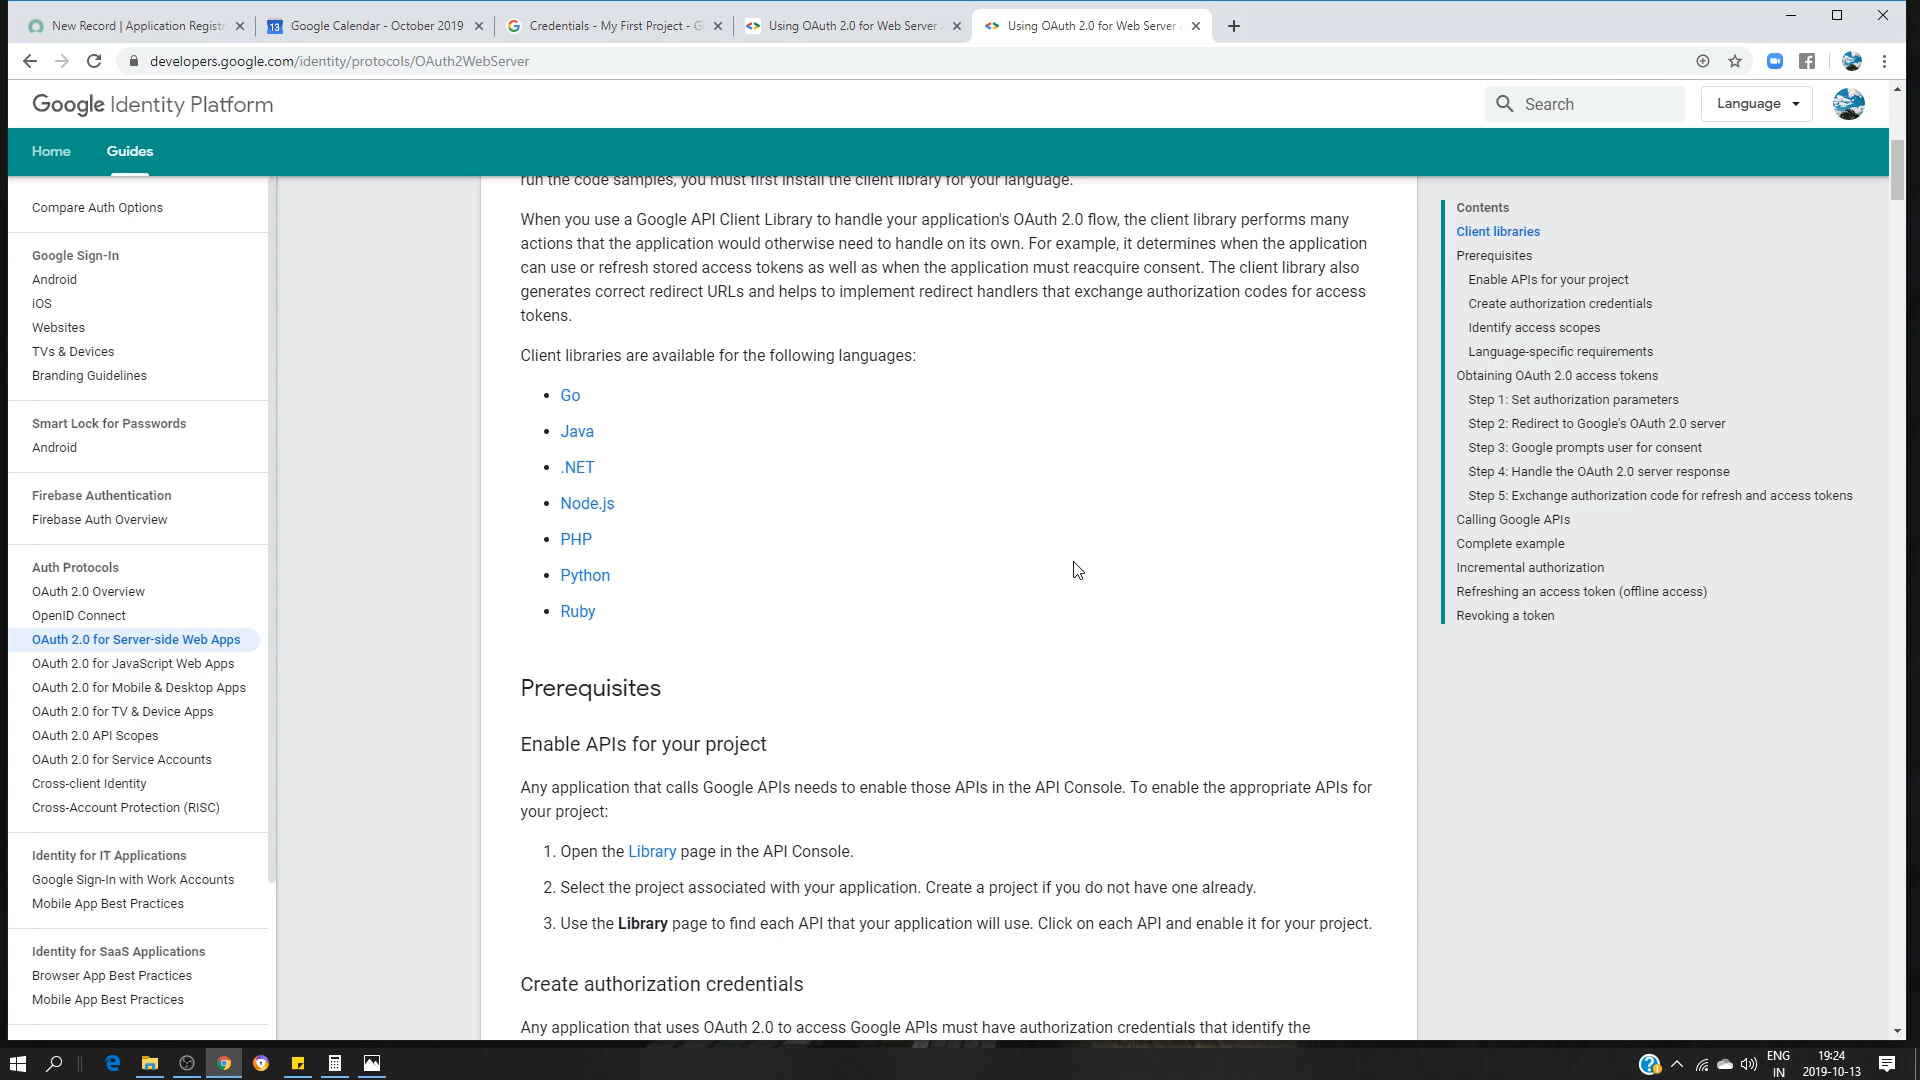 New Record | Application Registr
Google Calendar - October 2019
Credentials - My First Project - G
Using OAuth 2.0 for Web Server
Using OAuth 2.0 for Web Server
developers.google.com/identity/protocols/OAuth2WebServer
Google Identity Platform
Search
Language
Home
Guides
Compare Auth Options
Google Sign-In
Android
iOS
Websites
TVs & Devices
Branding Guidelines
Smart Lock for Passwords
Android
Firebase Authentication
Firebase Auth Overview
Auth Protocols
OAuth 2.0 Overview
OpenID Connect
OAuth 2.0 for Server-side Web Apps
OAuth 2.0 for JavaScript Web Apps
OAuth 2.0 for Mobile & Desktop Apps
OAuth 2.0 for TV & Device Apps
OAuth 2.0 API Scopes
OAuth 2.0 for Service Accounts
Cross-client Identity
Cross-Account Protection (RISC)
Identity for IT Applications
Google Sign-In with Work Accounts
Mobile App Best Practices
Identity for SaaS Applications
Browser App Best Practices
Mobile App Best Practices
run the code samples, you must first install the client library for your language.
When you use a Google API Client Library to handle your application's OAuth 2.0 flow, the client library performs many
actions that the application would otherwise need to handle on its own. For example, it determines when the application
can use or refresh stored access tokens as well as when the application must reacquire consent. The client library also
generates correct redirect URLs and helps to implement redirect handlers that exchange authorization codes for access
tokens.
Client libraries are available for the following languages:
• Go
• Java
• .NET
• Node.js
• PHP
• Python
• Ruby
Prerequisites
Enable APIs for your project
Any application that calls Google APIs needs to enable those APIs in the API Console. To enable the appropriate APIs for
your project:
1. Open the Library page in the API Console.
2. Select the project associated with your application. Create a project if you do not have one already.
3. Use the Library page to find each API that your application will use. Click on each API and enable it for your project.
Create authorization credentials
Any application that uses OAuth 2.0 to access Google APIs must have authorization credentials that identify the
Contents
Client libraries
Prerequisites
Enable APIs for your project
Create authorization credentials
Identify access scopes
Language-specific requirements
Obtaining OAuth 2.0 access tokens
Step 1: Set authorization parameters
Step 2: Redirect to Google's OAuth 2.0 server
Step 3: Google prompts user for consent
Step 4: Handle the OAuth 2.0 server response
Step 5: Exchange authorization code for refresh and access tokens
Calling Google APIs
Complete example
Incremental authorization
Refreshing an access token (offline access)
Revoking a token
ENG
IN
19:24
2019-10-13